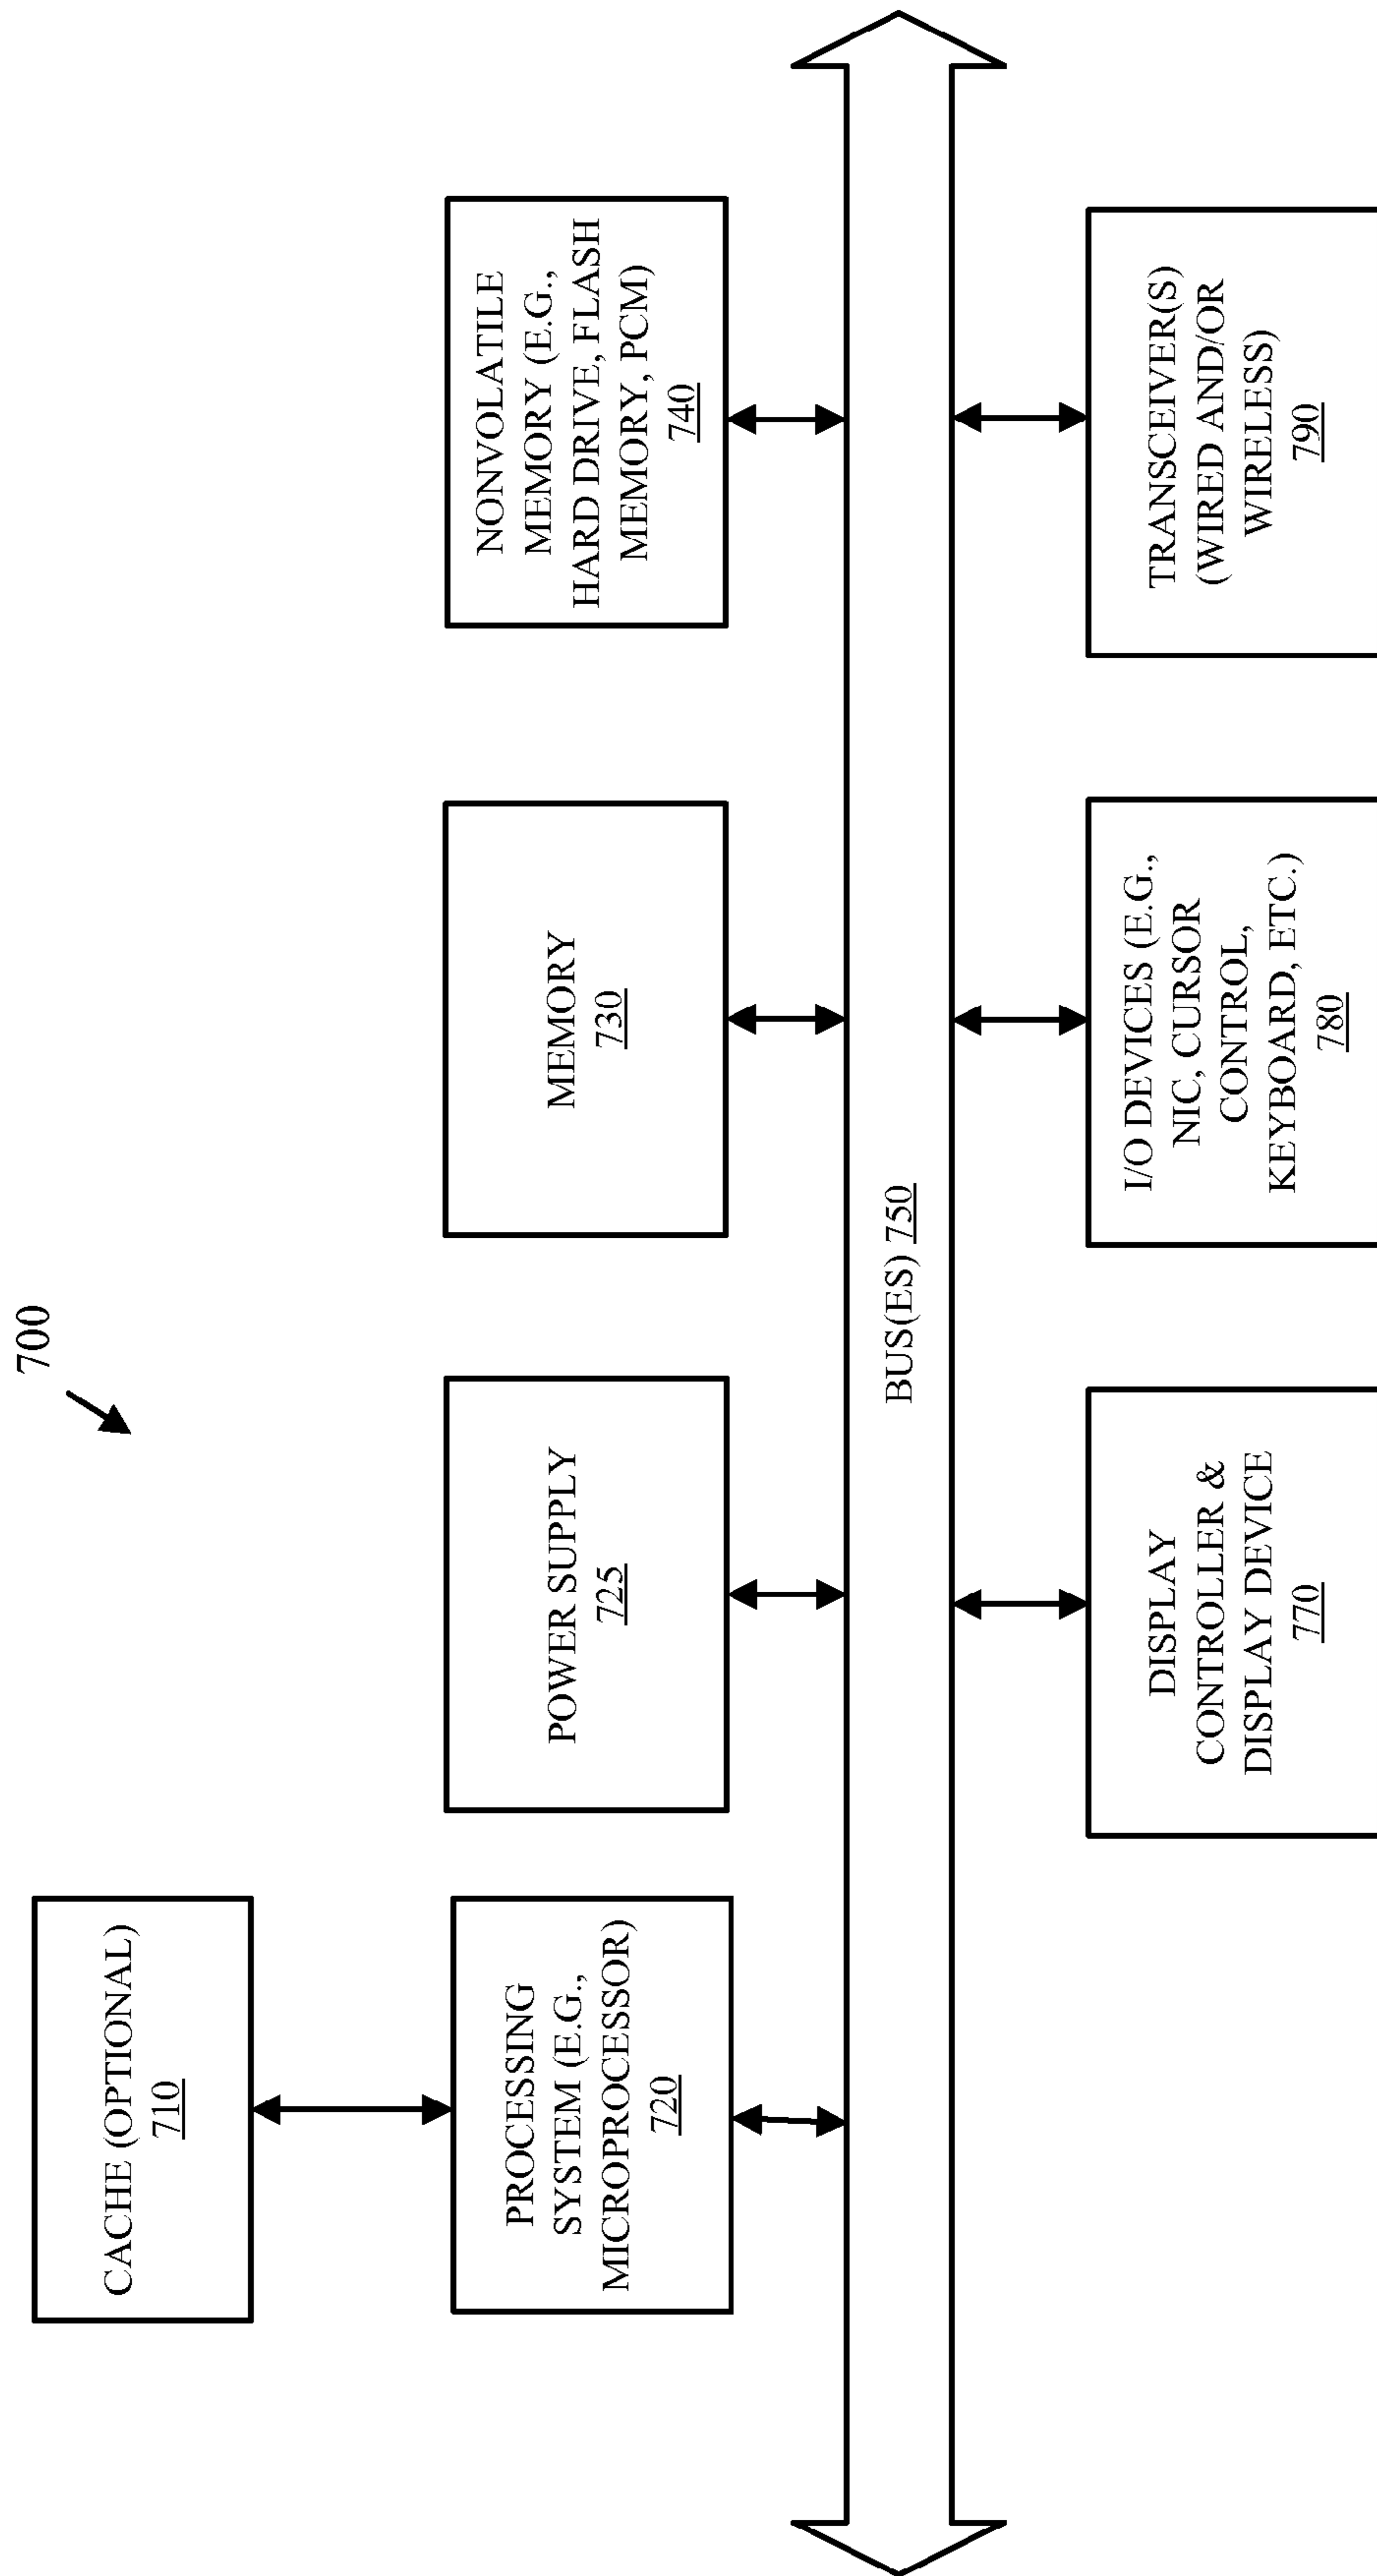 700
CACHE (OPTIONAL)
710
PROCESSING
SYSTEM (E.G.,
MICROPROCESSOR)
720
POWER SUPPLY
725
MEMORY
730
NONVOLATILE
MEMORY (E.G.,
HARD DRIVE, FLASH
MEMORY, PCM)
740
BUS(ES) 750
DISPLAY
CONTROLLER &
DISPLAY DEVICE
770
I/O DEVICES (E.G.,
NIC, CURSOR
CONTROL,
KEYBOARD, ETC.)
780
TRANSCEIVER(S)
(WIRED AND/OR
WIRELESS)
790